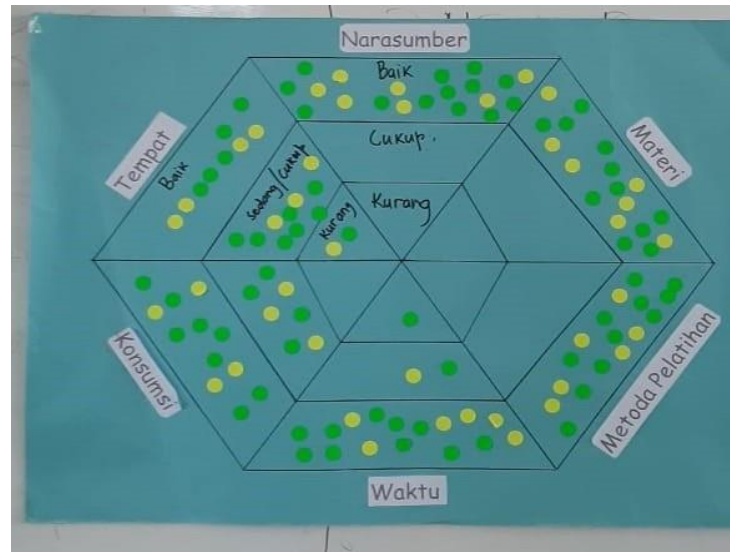 Narasumber
Baik
Cukup.
Kurang
Tempat
Baik
Sedang/Cukup
Kurang
Materi
Konsumsi
Metoda Pelatihan
Waktu